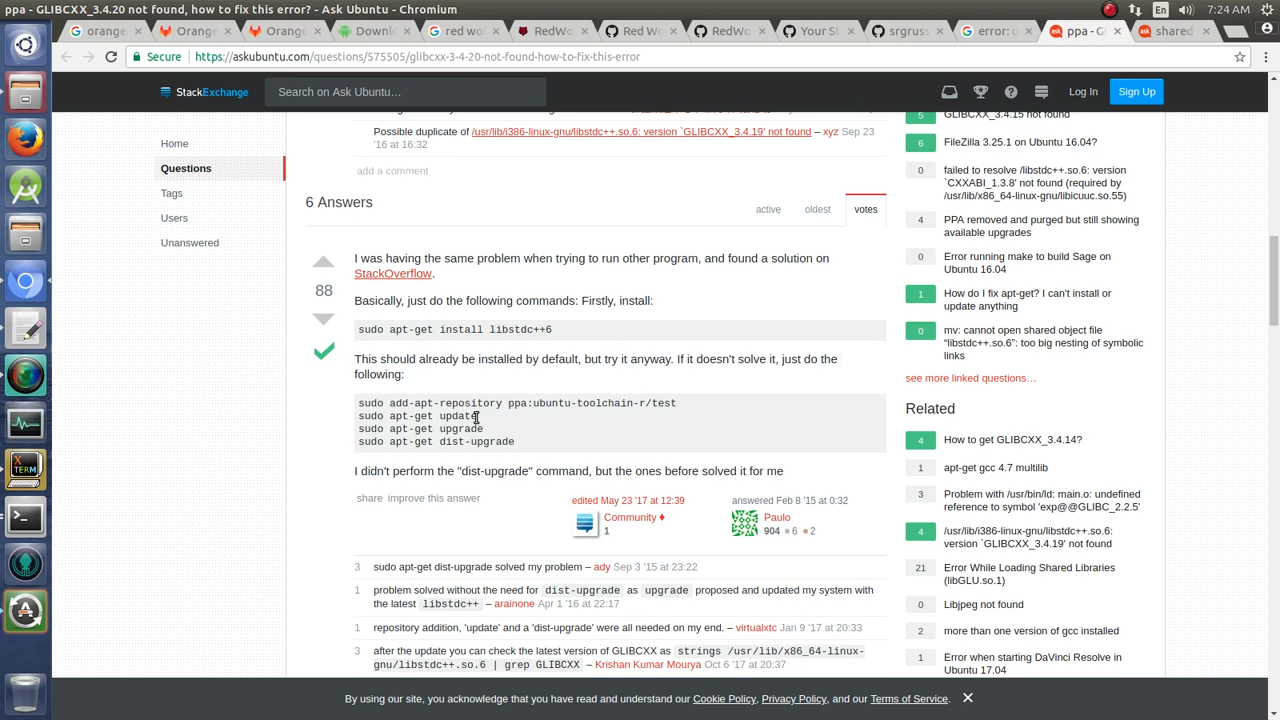 ppa - GLIBCXX_3.4.20 not found, how to fix this error? - Ask Ubuntu - Chromium
En
7:24 AM
orange
Orange
Orange
Downlo
red wo
RedWo
Red Wo
RedWo
Your St
srgruss
error: u
ppa - G
shared
Secure
https://askubuntu.com/questions/575505/glibcxx-3-4-20-not-found-how-to-fix-this-error
StackExchange
Search on Ask Ubuntu…
Log In
Sign Up
Home
Questions
Tags
Users
Unanswered
Possible duplicate of /usr/lib/i386-linux-gnu/libstdc++.so.6: version `GLIBCXX_3.4.19' not found – xyz Sep 23
'16 at 16:32
add a comment
6 Answers
active
oldest
votes
88
I was having the same problem when trying to run other program, and found a solution on
StackOverflow.
Basically, just do the following commands: Firstly, install:
sudo apt-get install libstdc++6
This should already be installed by default, but try it anyway. If it doesn't solve it, just do the
following:
sudo add-apt-repository ppa:ubuntu-toolchain-r/test
sudo apt-get update
sudo apt-get upgrade
sudo apt-get dist-upgrade
I didn't perform the "dist-upgrade" command, but the ones before solved it for me
share improve this answer
edited May 23 '17 at 12:39
Community ♦
1
answered Feb 8 '15 at 0:32
Paulo
904 ●6 ●2
3 sudo apt-get dist-upgrade solved my problem – ady Sep 3 '15 at 23:22
1 problem solved without the need for dist-upgrade as upgrade proposed and updated my system with
the latest libstdc++ – arainone Apr 1 '16 at 22:17
1 repository addition, 'update' and a 'dist-upgrade' were all needed on my end. – virtualxtc Jan 9 '17 at 20:33
3 after the update you can check the latest version of GLIBCXX as strings /usr/lib/x86_64-linux-
gnu/libstdc++.so.6 | grep GLIBCXX – Krishan Kumar Mourya Oct 6 '17 at 20:37
5 GLIBCXX_3.4.15 not found
6 FileZilla 3.25.1 on Ubuntu 16.04?
0 failed to resolve /libstdc++.so.6: version
`CXXABI_1.3.8' not found (required by
/usr/lib/x86_64-linux-gnu/libicuuc.so.55)
4 PPA removed and purged but still showing
available upgrades
0 Error running make to build Sage on
Ubuntu 16.04
1 How do I fix apt-get? I can't install or
update anything
0 mv: cannot open shared object file
“libstdc++.so.6”: too big nesting of symbolic
links
see more linked questions…
Related
4 How to get GLIBCXX_3.4.14?
1 apt-get gcc 4.7 multilib
3 Problem with /usr/bin/ld: main.o: undefined
reference to symbol 'exp@@GLIBC_2.2.5'
4 /usr/lib/i386-linux-gnu/libstdc++.so.6:
version `GLIBCXX_3.4.19' not found
21 Error While Loading Shared Libraries
(libGLU.so.1)
0 Libjpeg not found
2 more than one version of gcc installed
1 Error when starting DaVinci Resolve in
Ubuntu 17.04
By using our site, you acknowledge that you have read and understand our Cookie Policy, Privacy Policy, and our Terms of Service.
X
TERM